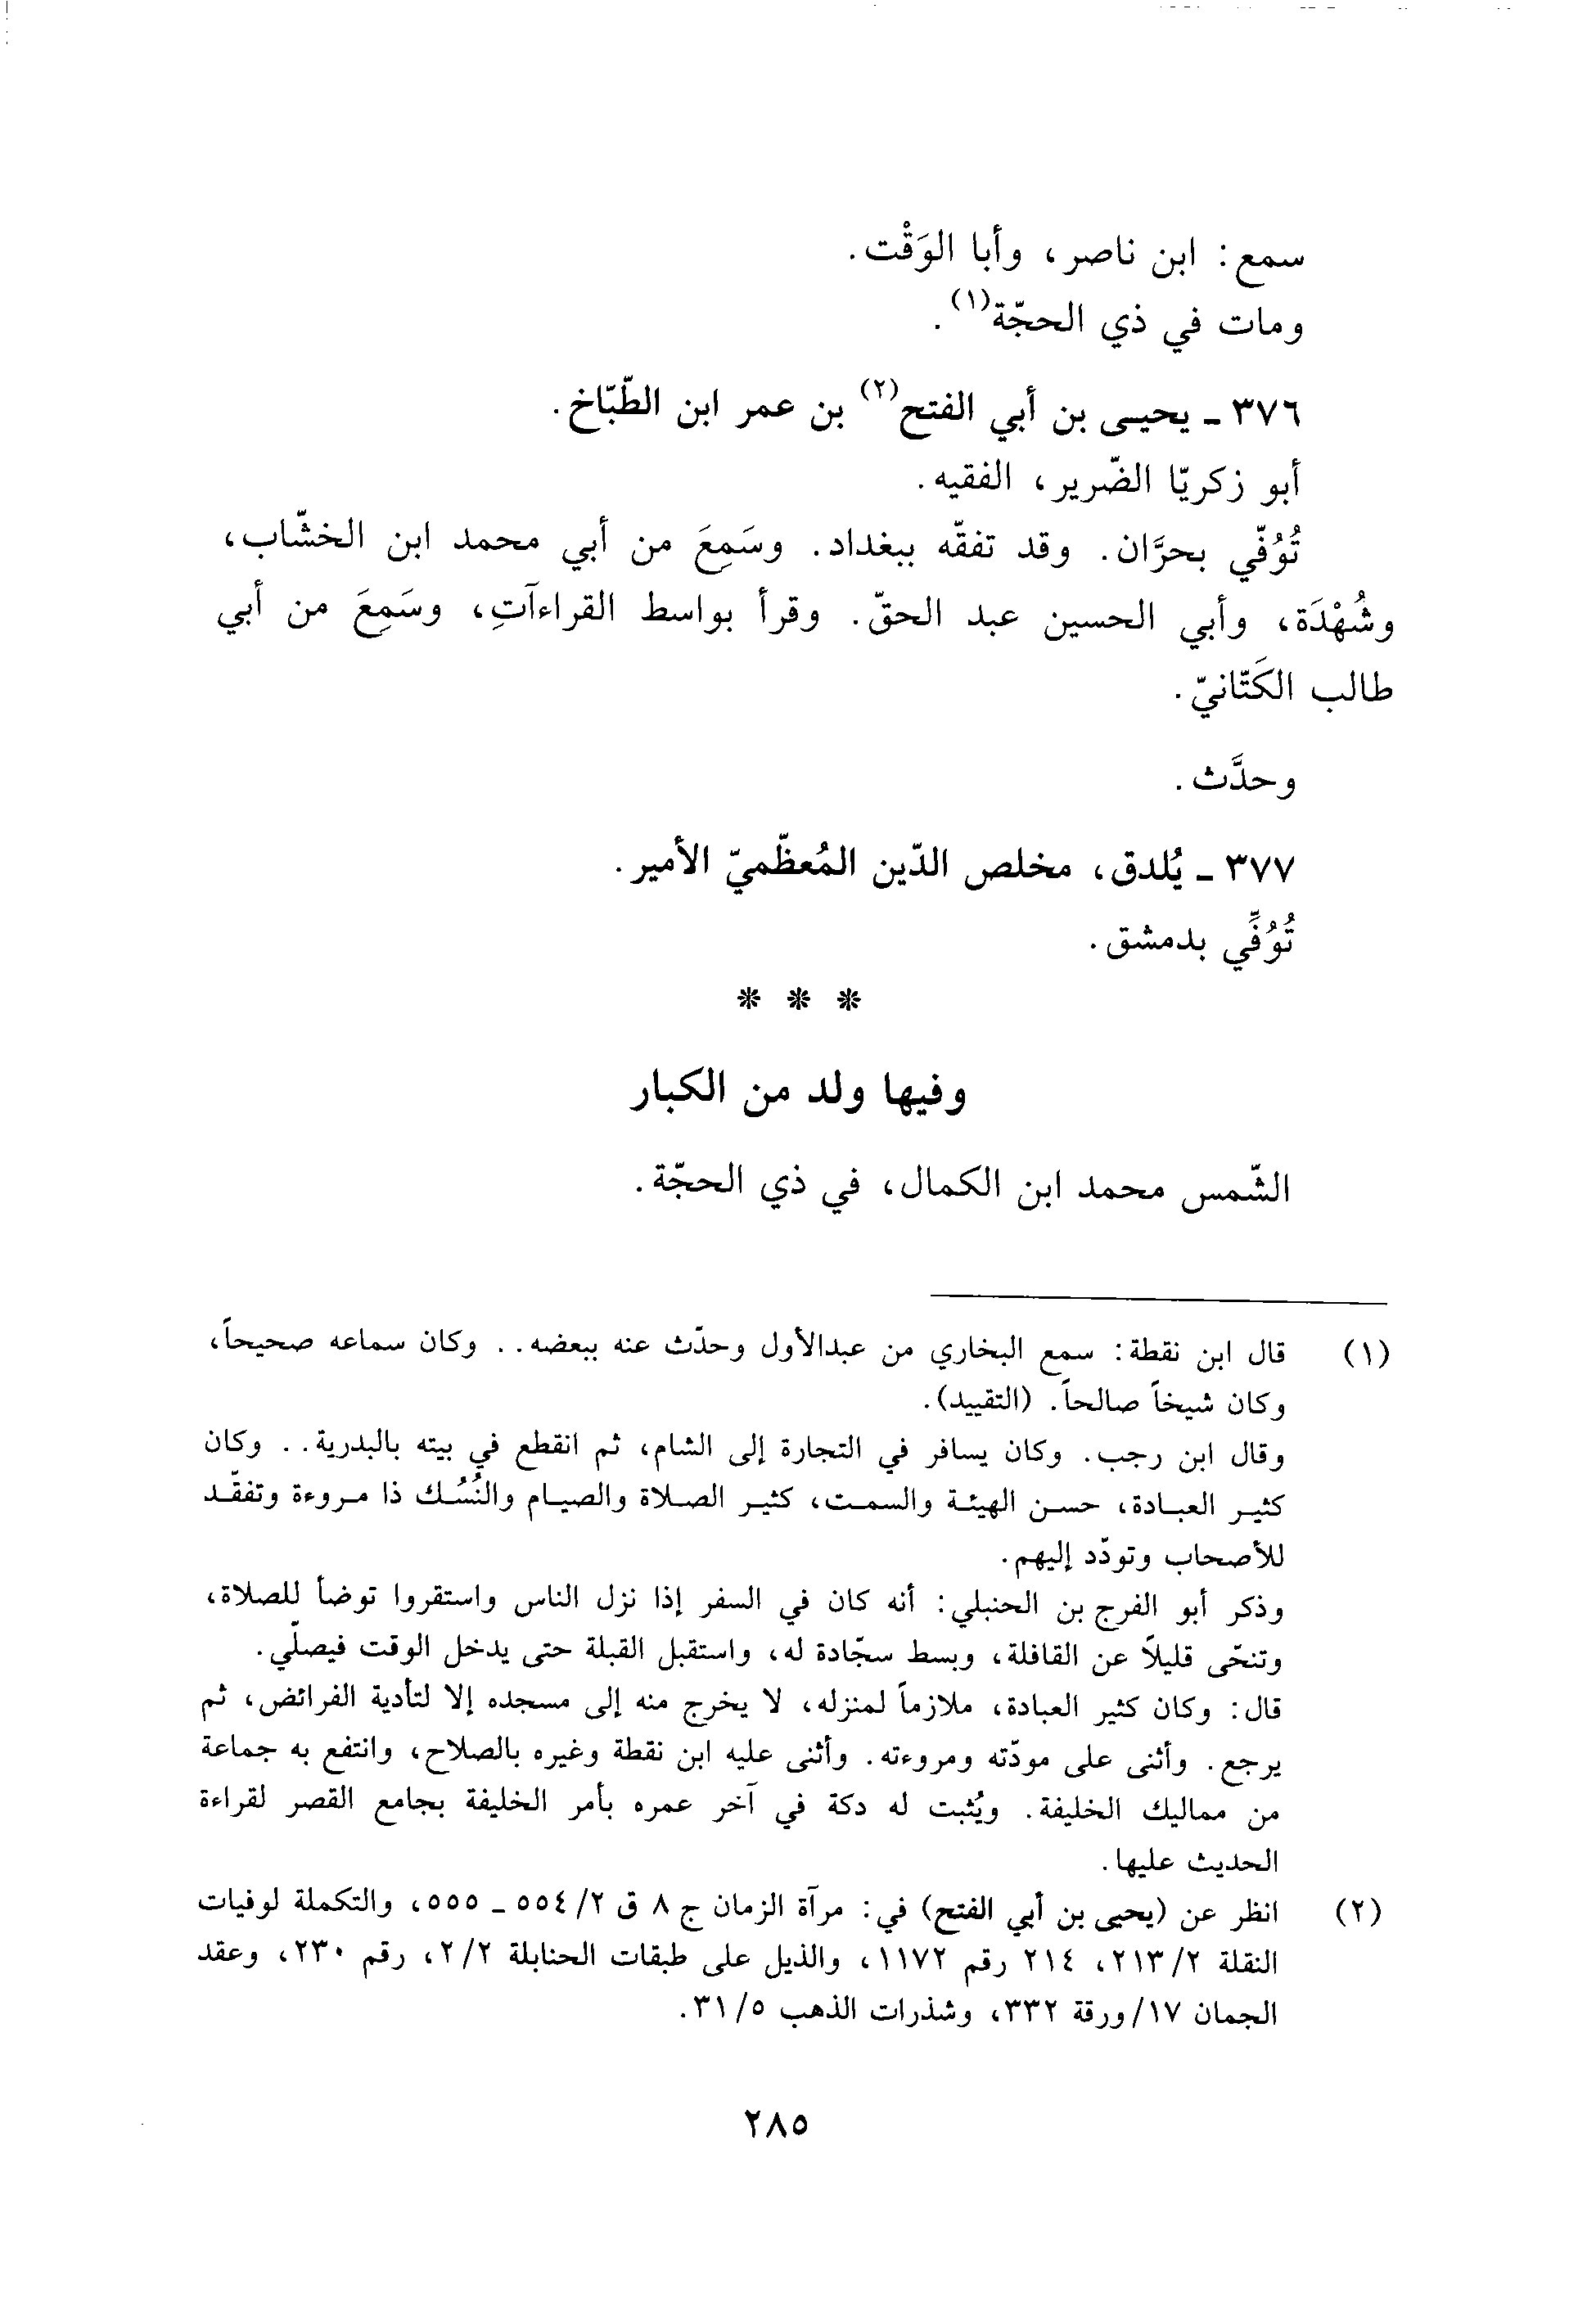 سمع: ابن ناصر، وأبا الوَقْت.
ومات في ذي الحجّة(١).
٣٧٦ ـ يحيى بن أبي الفتح(٢) بن عمر ابن الطّبّاخ.
أبو زكريّا الضّرير، الفقيه.
تُوُفّي بحرَّان. وقد تفقّه ببغداد. وسَمِعَ من أبي محمد ابن الخشّاب،
وشُهْدَة، وأبي الحسين عبد الحقّ. وقرأ بواسط القراءآتِ، وسَمِعَ من أبي
طالب الكَتّانيّ.
وحدَّث.
٣٧٧ ـ يُلدق، مخلص الدّين المُعظّميّ الأمير.
تُوُفِّي بدمشق.
* * *
وفيها ولد من الكبار
الشّمس محمد ابن الكمال، في ذي الحجّة.
(١) قال ابن نقطة: سمع البخاري من عبدالأول وحدّث عنه ببعضه.. وكان سماعه صحيحاً،
وكان شيخاً صالحاً. (التقييد).
وقال ابن رجب. وكان يسافر في التجارة إلى الشام، ثم انقطع في بيته بالبدرية.. وكان
كثير العبادة، حسن الهيئة والسمت، كثير الصلاة والصيام والنُسُك ذا مروءة وتفقّد
للأصحاب وتودّد إليهم.
وذكر أبو الفرج بن الحنبلي: أنه كان في السفر إذا نزل الناس واستقروا توضأ للصلاة،
وتنحّى قليلاً عن القافلة، وبسط سجّادة له، واستقبل القبلة حتى يدخل الوقت فيصلّي.
قال: وكان كثير العبادة، ملازماً لمنزله، لا يخرج منه إلى مسجده إلا لتأدية الفرائض، ثم
يرجع. وأثنى على مودّته ومروءته. وأثنى عليه ابن نقطة وغيره بالصلاح، وانتفع به جماعة
من مماليك الخليفة. ويُثبت له دكة في آخر عمره بأمر الخليفة بجامع القصر لقراءة
الحديث عليها.
(٢) انظر عن (يحيى بن أبي الفتح) في: مرآة الزمان ج ٨ ق ٢/ ٥٥٤ ـ ٥٥٥، والتكملة لوفيات
النقلة ٢/ ٢١٣، ٢١٤ رقم ١١٧٢، والذيل على طبقات الحنابلة ٢/ ٢، رقم ٢٣٠، وعقد
الجمان ١٧/ورقة ٣٣٢، وشذرات الذهب ٥/ ٣١.
٢٨٥